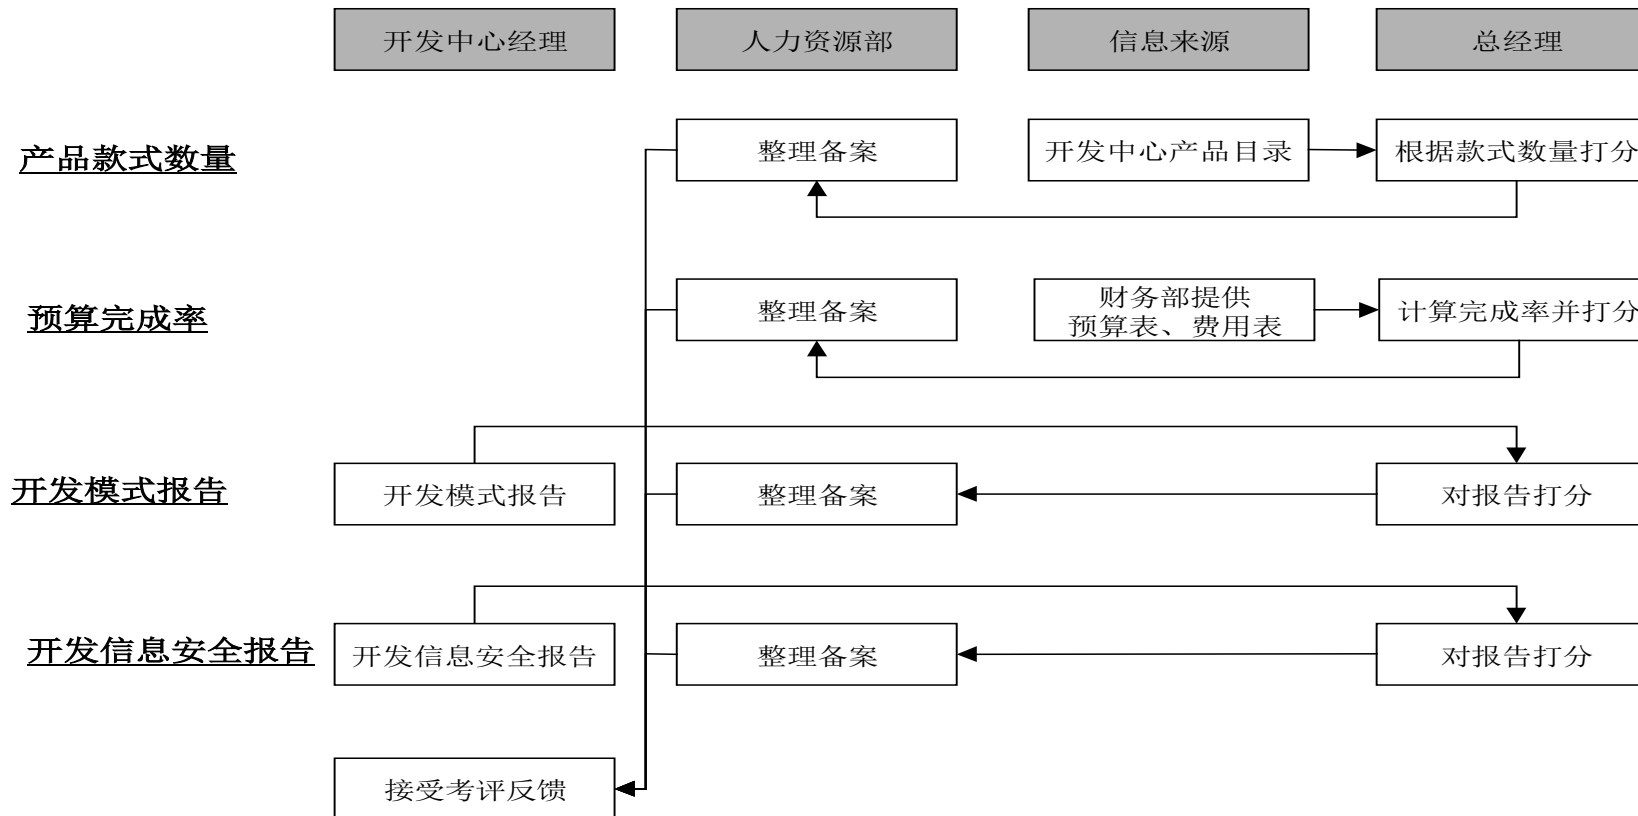 开发中心经理
人力资源部
信息来源
总经理
产品款式数量
整理备案
开发中心产品目录
根据款式数量打分
预算完成率
整理备案
财务部提供
预算表、费用表
计算完成率并打分
开发模式报告
开发模式报告
整理备案
对报告打分
开发信息安全报告
开发信息安全报告
整理备案
对报告打分
接受考评反馈